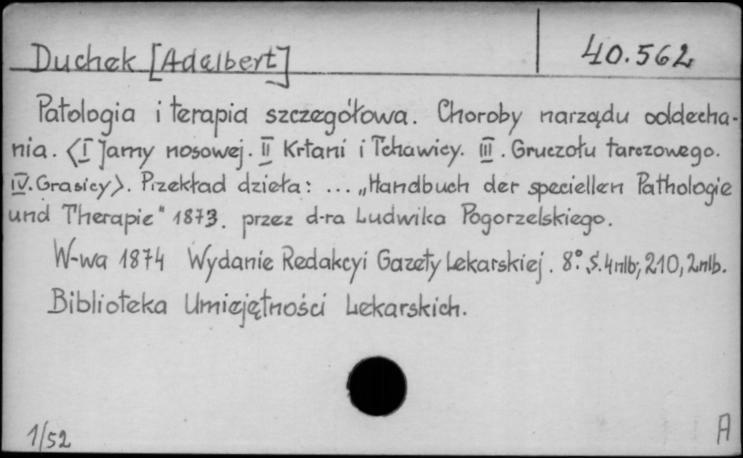 Duchek [Adalbert] 40.562
Patologia i terapia szczegółowa. Choroby narządu oddecha-
nia. <I Jamy nosowej. II Krtani i Tchawicy. III. Gruczołu tarczowego.
IV. Grasicy>. Przekład dzieła: ... „Handbuch der speciellen Pathologie
und Therapie" 1873. przez d-ra Ludwika Pogorzelskiego.
W-wa 1874 Wydanie Redakcyi Gazety Lekarskiej. 8° S. 4nlb; 210, 2nlb.
Biblioteka Umiejętności Lekarskich.
1/52 A